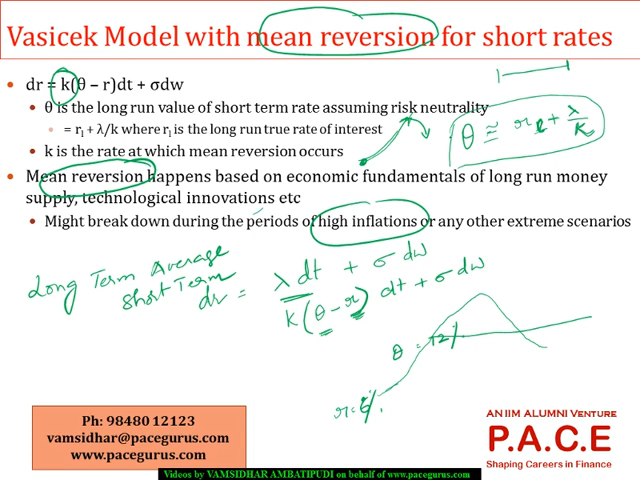 Vasicek Model with mean reversion for short rates
dr = k(θ – r)dt + σdw
θ is the long run value of short term rate assuming risk neutrality
= r₁ + λ/k where r₁ is the long run true rate of interest
k is the rate at which mean reversion occurs
θ ≅ r + λ/k
Mean reversion happens based on economic fundamentals of long run money
supply, technological innovations etc
Might break down during the periods of high inflations or any other extreme scenarios
Long Term Average
Short Term
dr = λ dt + σ dw
k(θ - r) dt + σ dw
θ = 12%
r = 6%
Ph: 98480 12123
vamsidhar@pacegurus.com
www.pacegurus.com
AN IIM ALUMNI VENTURE
P.A.C.E
Shaping Careers in Finance
Videos by VAMSIDHAR AMBATIPUDI on behalf of www.pacegurus.com